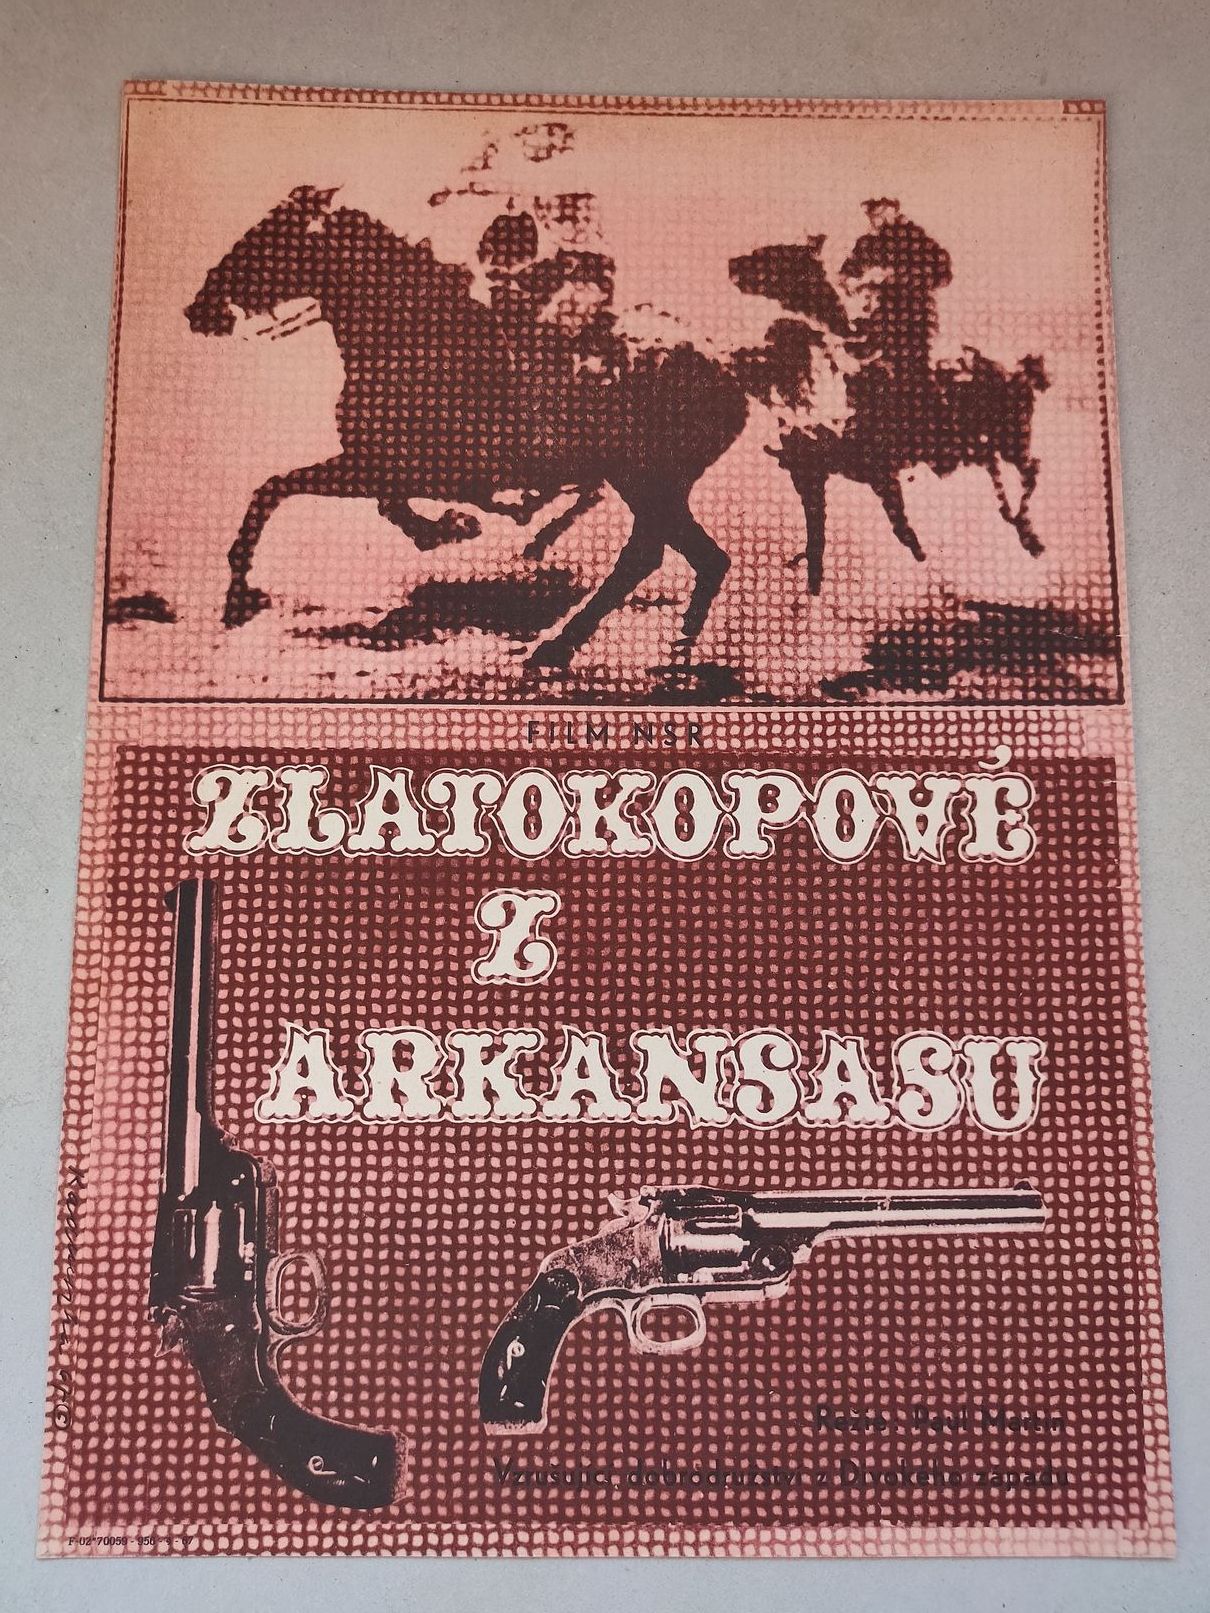 FILM NSR
ZLATOKOPOVÉ
Z
ARKANSASU
Režie: Paul Martin
Vzrušující dobrodružství z Divokého západu